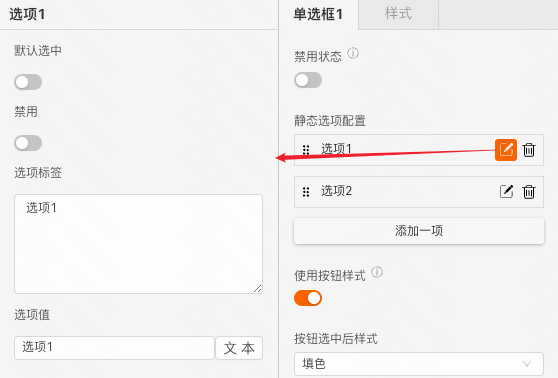 选项1
默认选中
禁用
选项标签
选项1
选项值
选项1
文本
单选框1
样式
禁用状态
静态选项配置
选项1
选项2
添加一项
使用按钮样式
按钮选中后样式
填色